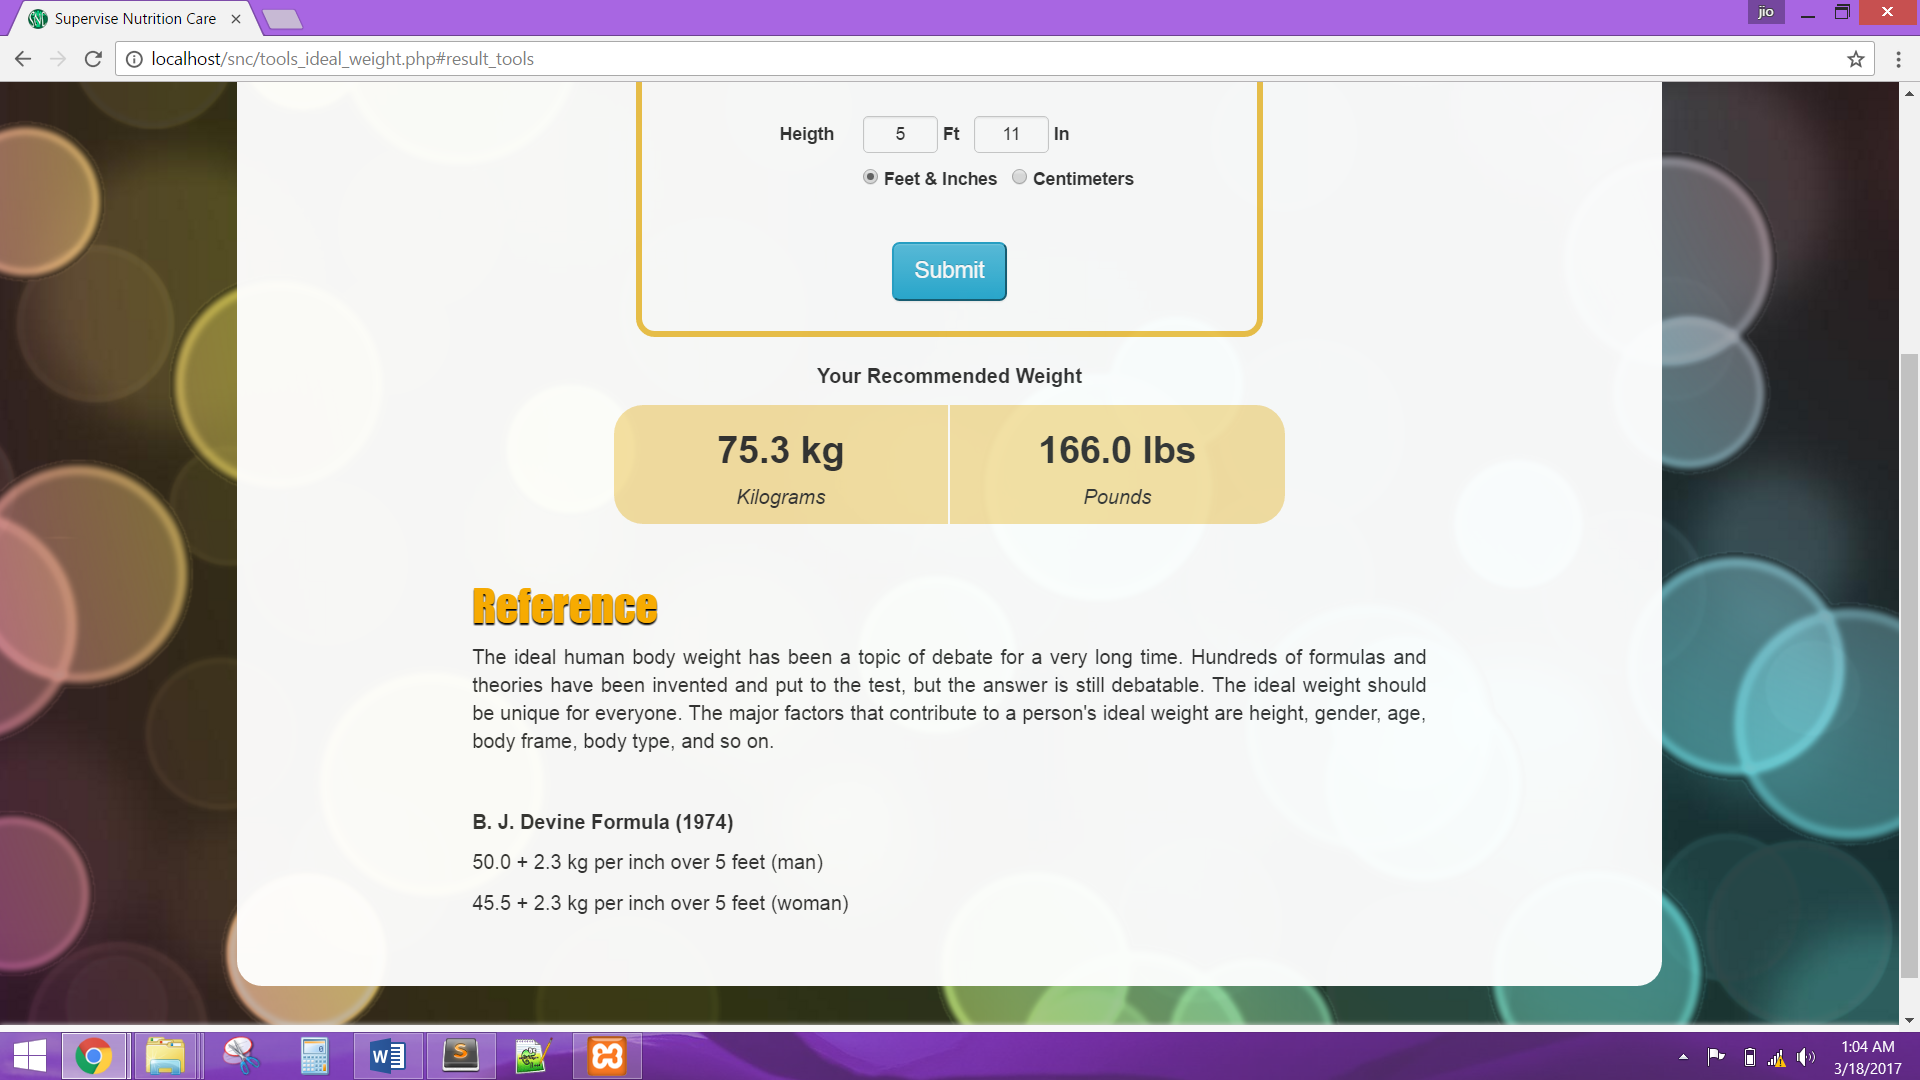 Supervise Nutrition Care
jio
localhost/snc/tools_ideal_weight.php#result_tools
Heigth 5 Ft 11 In
Feet & Inches Centimeters
Submit
Your Recommended Weight
75.3 kg 166.0 lbs
Kilograms Pounds
Reference
The ideal human body weight has been a topic of debate for a very long time. Hundreds of formulas and
theories have been invented and put to the test, but the answer is still debatable. The ideal weight should
be unique for everyone. The major factors that contribute to a person's ideal weight are height, gender, age,
body frame, body type, and so on.
B. J. Devine Formula (1974)
50.0 + 2.3 kg per inch over 5 feet (man)
45.5 + 2.3 kg per inch over 5 feet (woman)
1:04 AM
3/18/2017